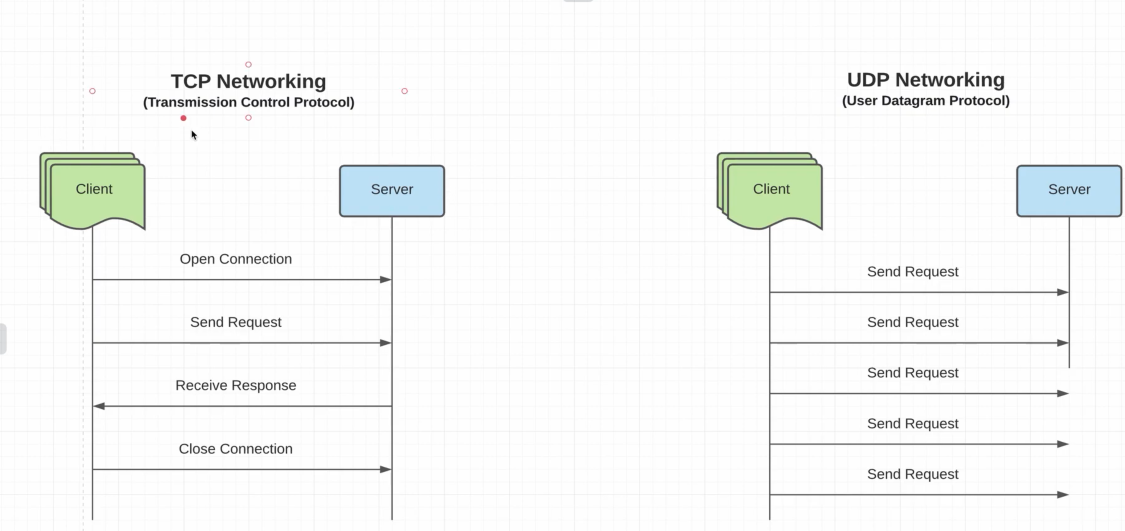 TCP Networking
(Transmission Control Protocol)
Client
Server
Open Connection
Send Request
Receive Response
Close Connection
UDP Networking
(User Datagram Protocol)
Client
Server
Send Request
Send Request
Send Request
Send Request
Send Request